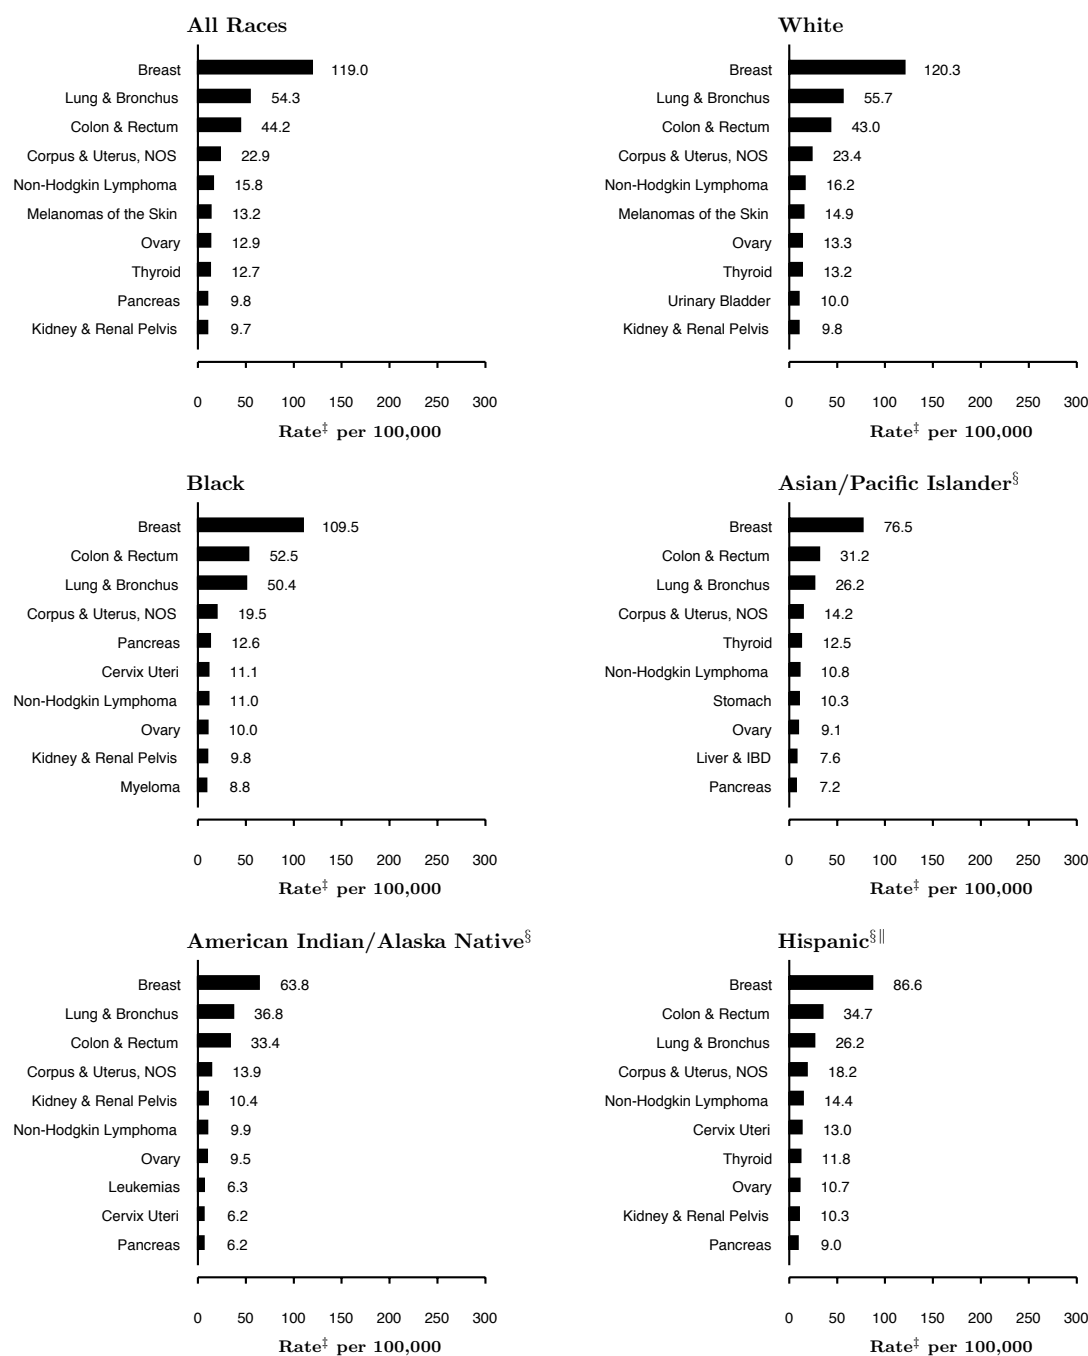 All Races
Breast 119.0
Lung & Bronchus 54.3
Colon & Rectum 44.2
Corpus & Uterus, NOS 22.9
Non-Hodgkin Lymphoma 15.8
Melanomas of the Skin 13.2
Ovary 12.9
Thyroid 12.7
Pancreas 9.8
Kidney & Renal Pelvis 9.7
0 50 100 150 200 250 300
Rate‡ per 100,000
White
Breast 120.3
Lung & Bronchus 55.7
Colon & Rectum 43.0
Corpus & Uterus, NOS 23.4
Non-Hodgkin Lymphoma 16.2
Melanomas of the Skin 14.9
Ovary 13.3
Thyroid 13.2
Urinary Bladder 10.0
Kidney & Renal Pelvis 9.8
0 50 100 150 200 250 300
Rate‡ per 100,000
Black
Breast 109.5
Colon & Rectum 52.5
Lung & Bronchus 50.4
Corpus & Uterus, NOS 19.5
Pancreas 12.6
Cervix Uteri 11.1
Non-Hodgkin Lymphoma 11.0
Ovary 10.0
Kidney & Renal Pelvis 9.8
Myeloma 8.8
0 50 100 150 200 250 300
Rate‡ per 100,000
Asian/Pacific Islander§
Breast 76.5
Colon & Rectum 31.2
Lung & Bronchus 26.2
Corpus & Uterus, NOS 14.2
Thyroid 12.5
Non-Hodgkin Lymphoma 10.8
Stomach 10.3
Ovary 9.1
Liver & IBD 7.6
Pancreas 7.2
0 50 100 150 200 250 300
Rate‡ per 100,000
American Indian/Alaska Native§
Breast 63.8
Lung & Bronchus 36.8
Colon & Rectum 33.4
Corpus & Uterus, NOS 13.9
Kidney & Renal Pelvis 10.4
Non-Hodgkin Lymphoma 9.9
Ovary 9.5
Leukemias 6.3
Cervix Uteri 6.2
Pancreas 6.2
0 50 100 150 200 250 300
Rate‡ per 100,000
Hispanic§‖
Breast 86.6
Colon & Rectum 34.7
Lung & Bronchus 26.2
Corpus & Uterus, NOS 18.2
Non-Hodgkin Lymphoma 14.4
Cervix Uteri 13.0
Thyroid 11.8
Ovary 10.7
Kidney & Renal Pelvis 10.3
Pancreas 9.0
0 50 100 150 200 250 300
Rate‡ per 100,000